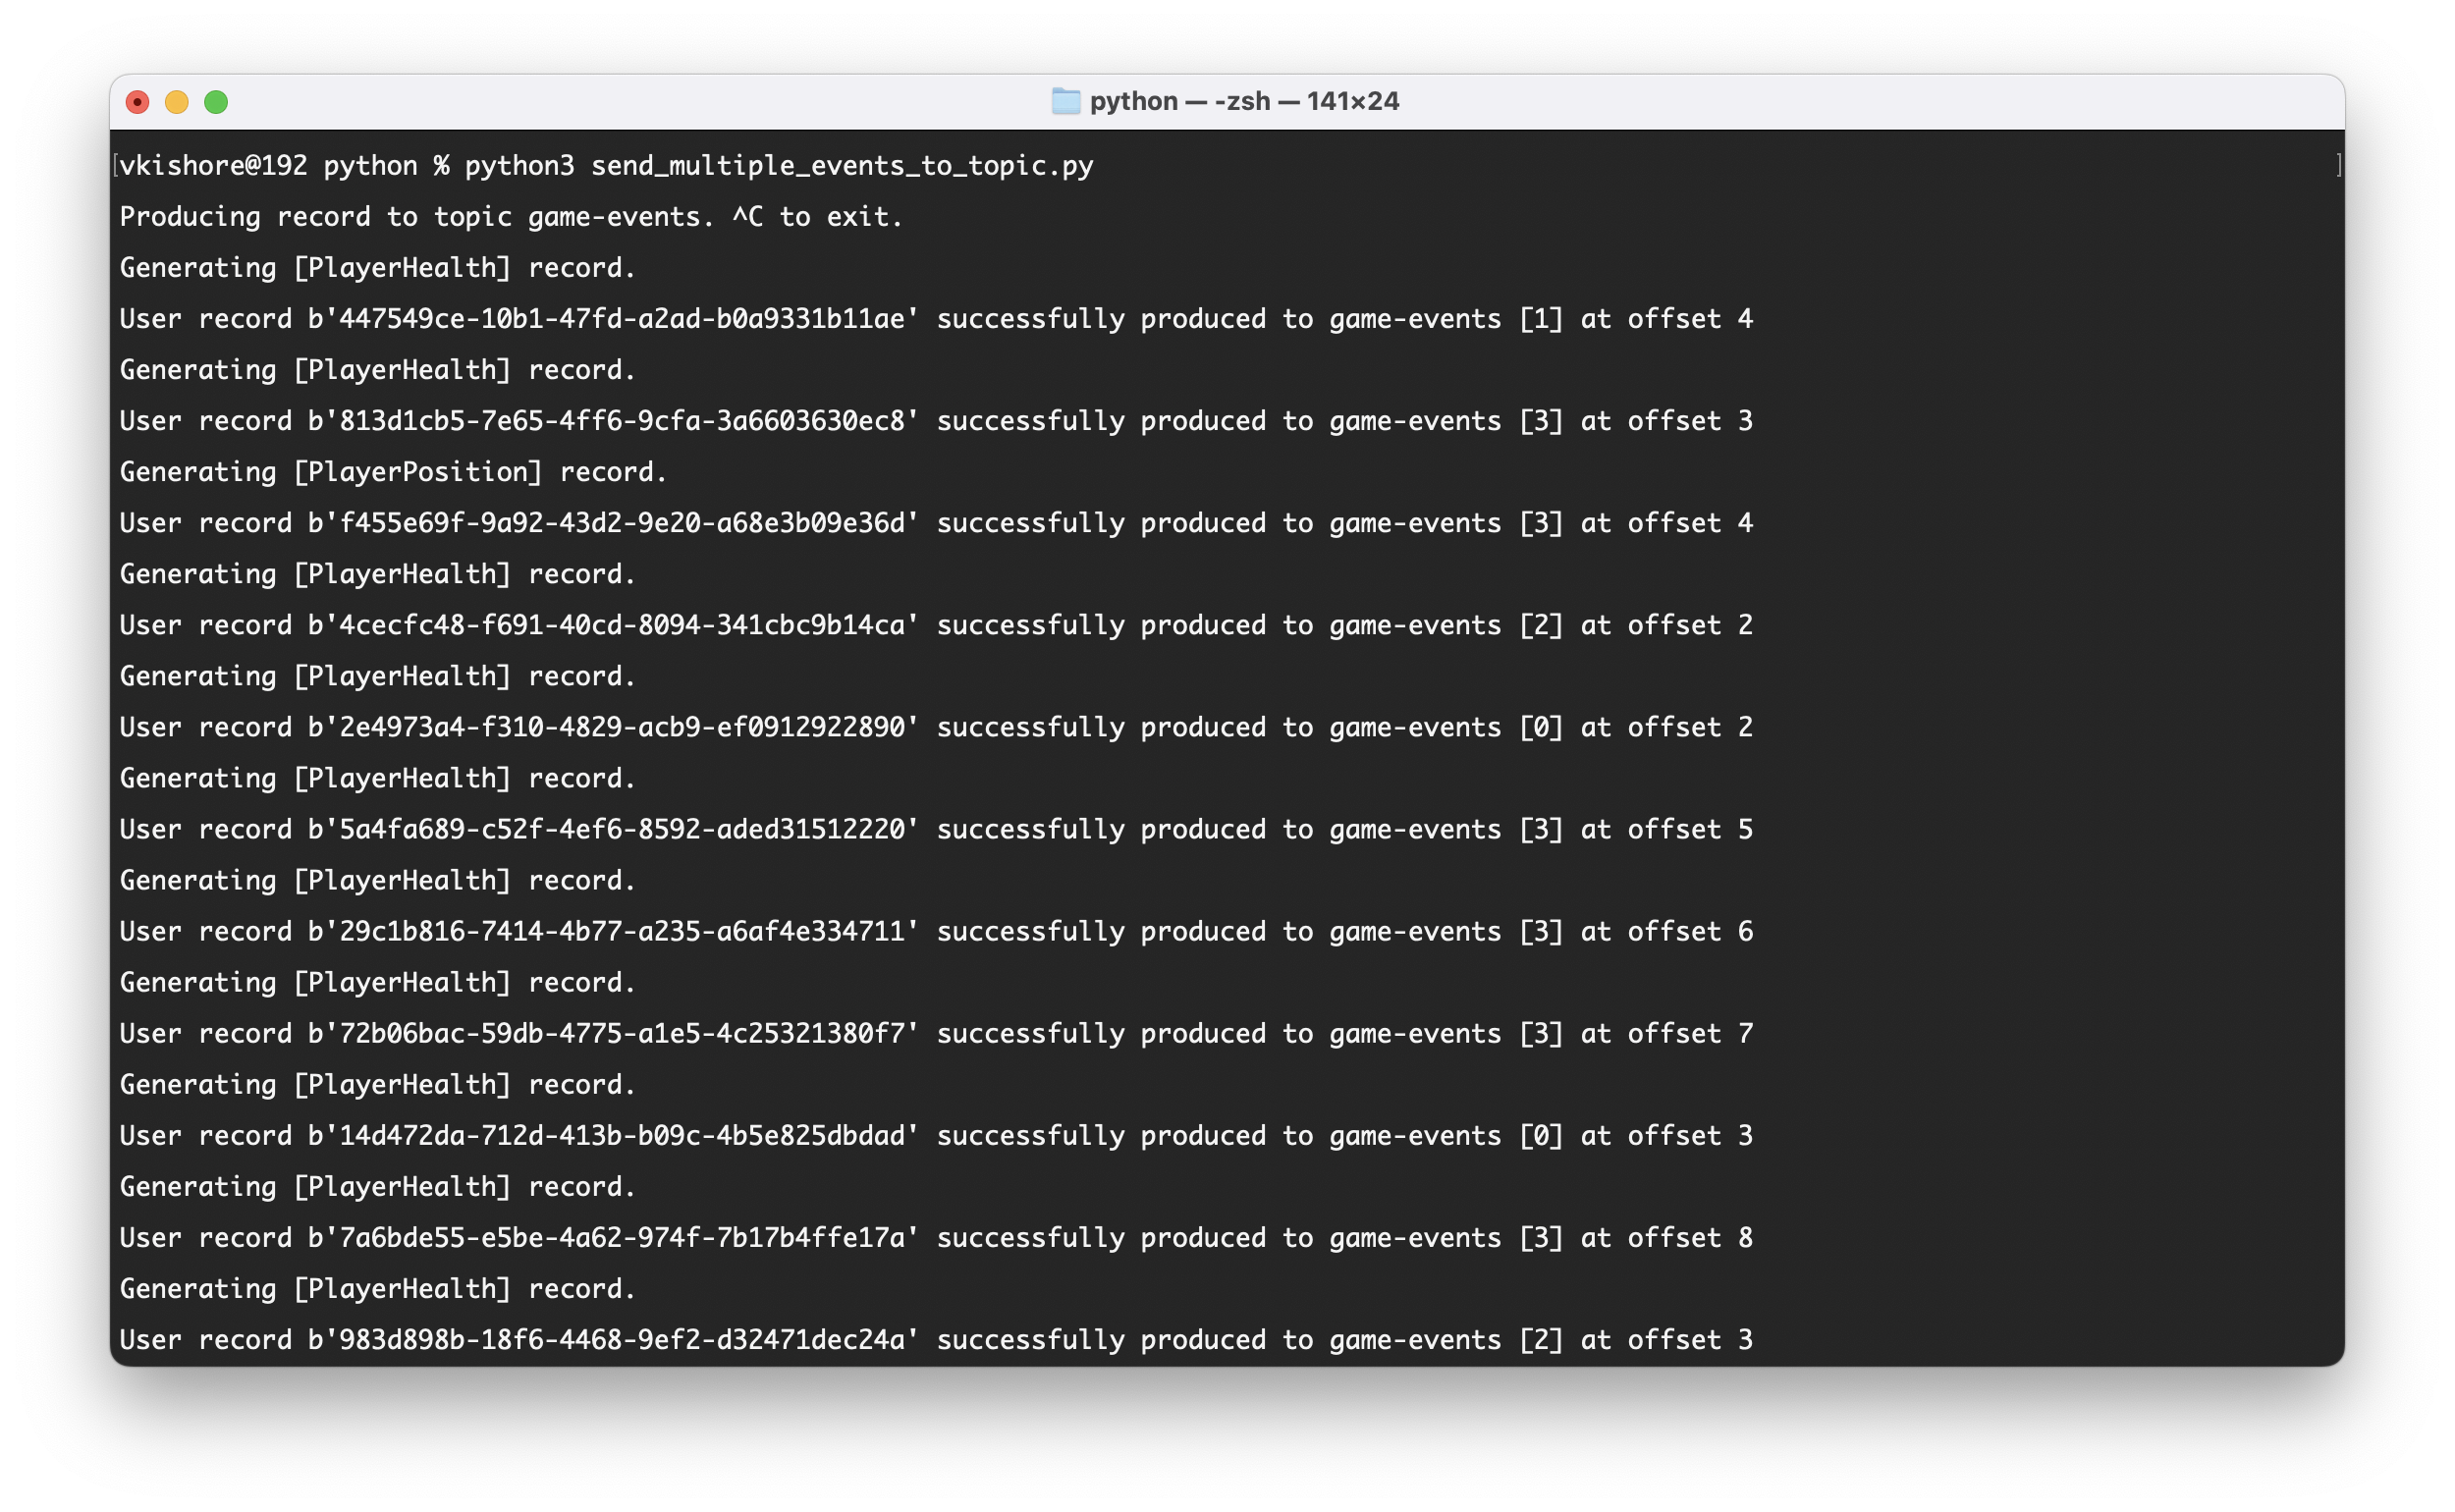 python — -zsh — 141×24
vkishore@192 python % python3 send_multiple_events_to_topic.py
Producing record to topic game-events. ^C to exit.
Generating [PlayerHealth] record.
User record b'447549ce-10b1-47fd-a2ad-b0a9331b11ae' successfully produced to game-events [1] at offset 4
Generating [PlayerHealth] record.
User record b'813d1cb5-7e65-4ff6-9cfa-3a6603630ec8' successfully produced to game-events [3] at offset 3
Generating [PlayerPosition] record.
User record b'f455e69f-9a92-43d2-9e20-a68e3b09e36d' successfully produced to game-events [3] at offset 4
Generating [PlayerHealth] record.
User record b'4cecfc48-f691-40cd-8094-341cbc9b14ca' successfully produced to game-events [2] at offset 2
Generating [PlayerHealth] record.
User record b'2e4973a4-f310-4829-acb9-ef0912922890' successfully produced to game-events [0] at offset 2
Generating [PlayerHealth] record.
User record b'5a4fa689-c52f-4ef6-8592-aded31512220' successfully produced to game-events [3] at offset 5
Generating [PlayerHealth] record.
User record b'29c1b816-7414-4b77-a235-a6af4e334711' successfully produced to game-events [3] at offset 6
Generating [PlayerHealth] record.
User record b'72b06bac-59db-4775-a1e5-4c25321380f7' successfully produced to game-events [3] at offset 7
Generating [PlayerHealth] record.
User record b'14d472da-712d-413b-b09c-4b5e825dbdad' successfully produced to game-events [0] at offset 3
Generating [PlayerHealth] record.
User record b'7a6bde55-e5be-4a62-974f-7b17b4ffe17a' successfully produced to game-events [3] at offset 8
Generating [PlayerHealth] record.
User record b'983d898b-18f6-4468-9ef2-d32471dec24a' successfully produced to game-events [2] at offset 3